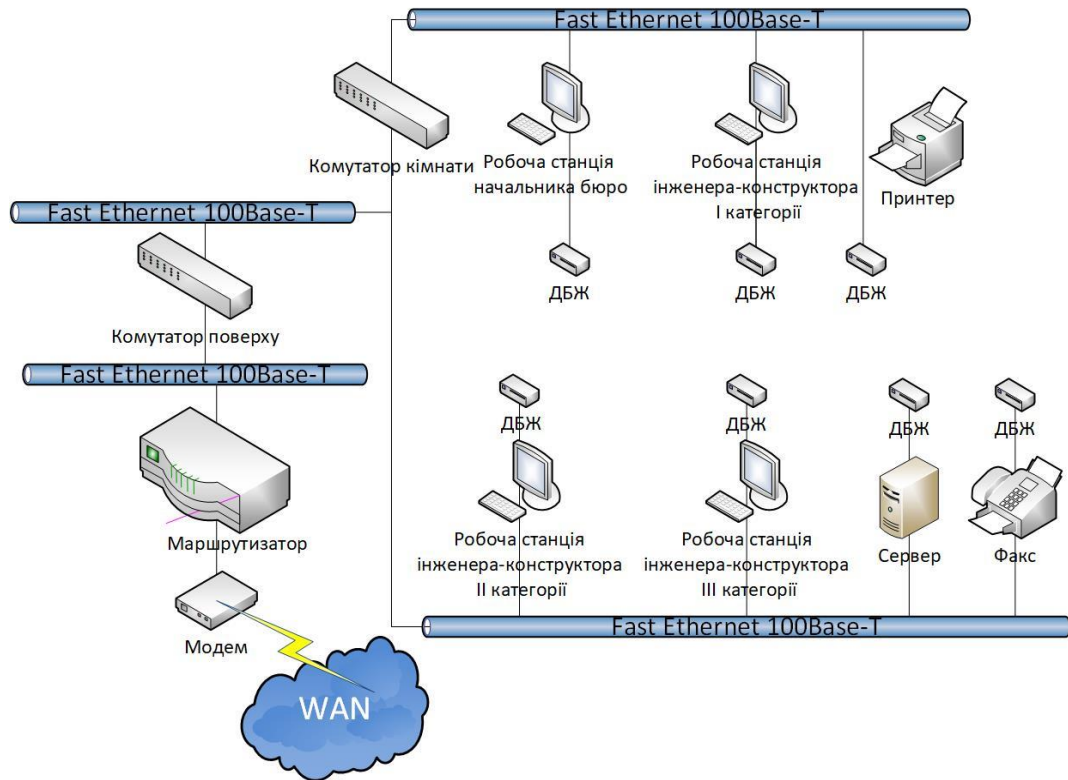 Fast Ethernet 100Base-T
Комутатор кімнати
Робоча станція
начальника бюро
Робоча станція
інженера-конструктора
І категорії
Принтер
ДБЖ
ДБЖ
ДБЖ
Fast Ethernet 100Base-T
Комутатор поверху
Fast Ethernet 100Base-T
Маршрутизатор
Модем
WAN
ДБЖ
ДБЖ
ДБЖ
ДБЖ
Робоча станція
інженера-конструктора
ІІ категорії
Робоча станція
інженера-конструктора
ІІІ категорії
Сервер
Факс
Fast Ethernet 100Base-T